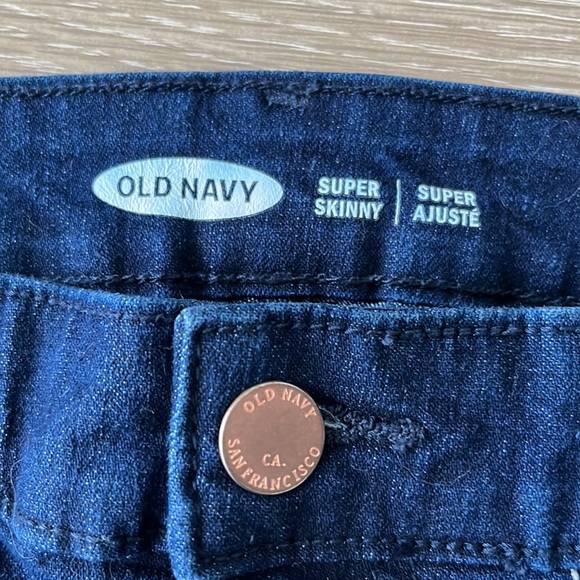 OLD NAVY
SUPER
SKINNY
SUPER
AJUSTÉ
OLD NAVY
CA.
SAN FRANCISCO